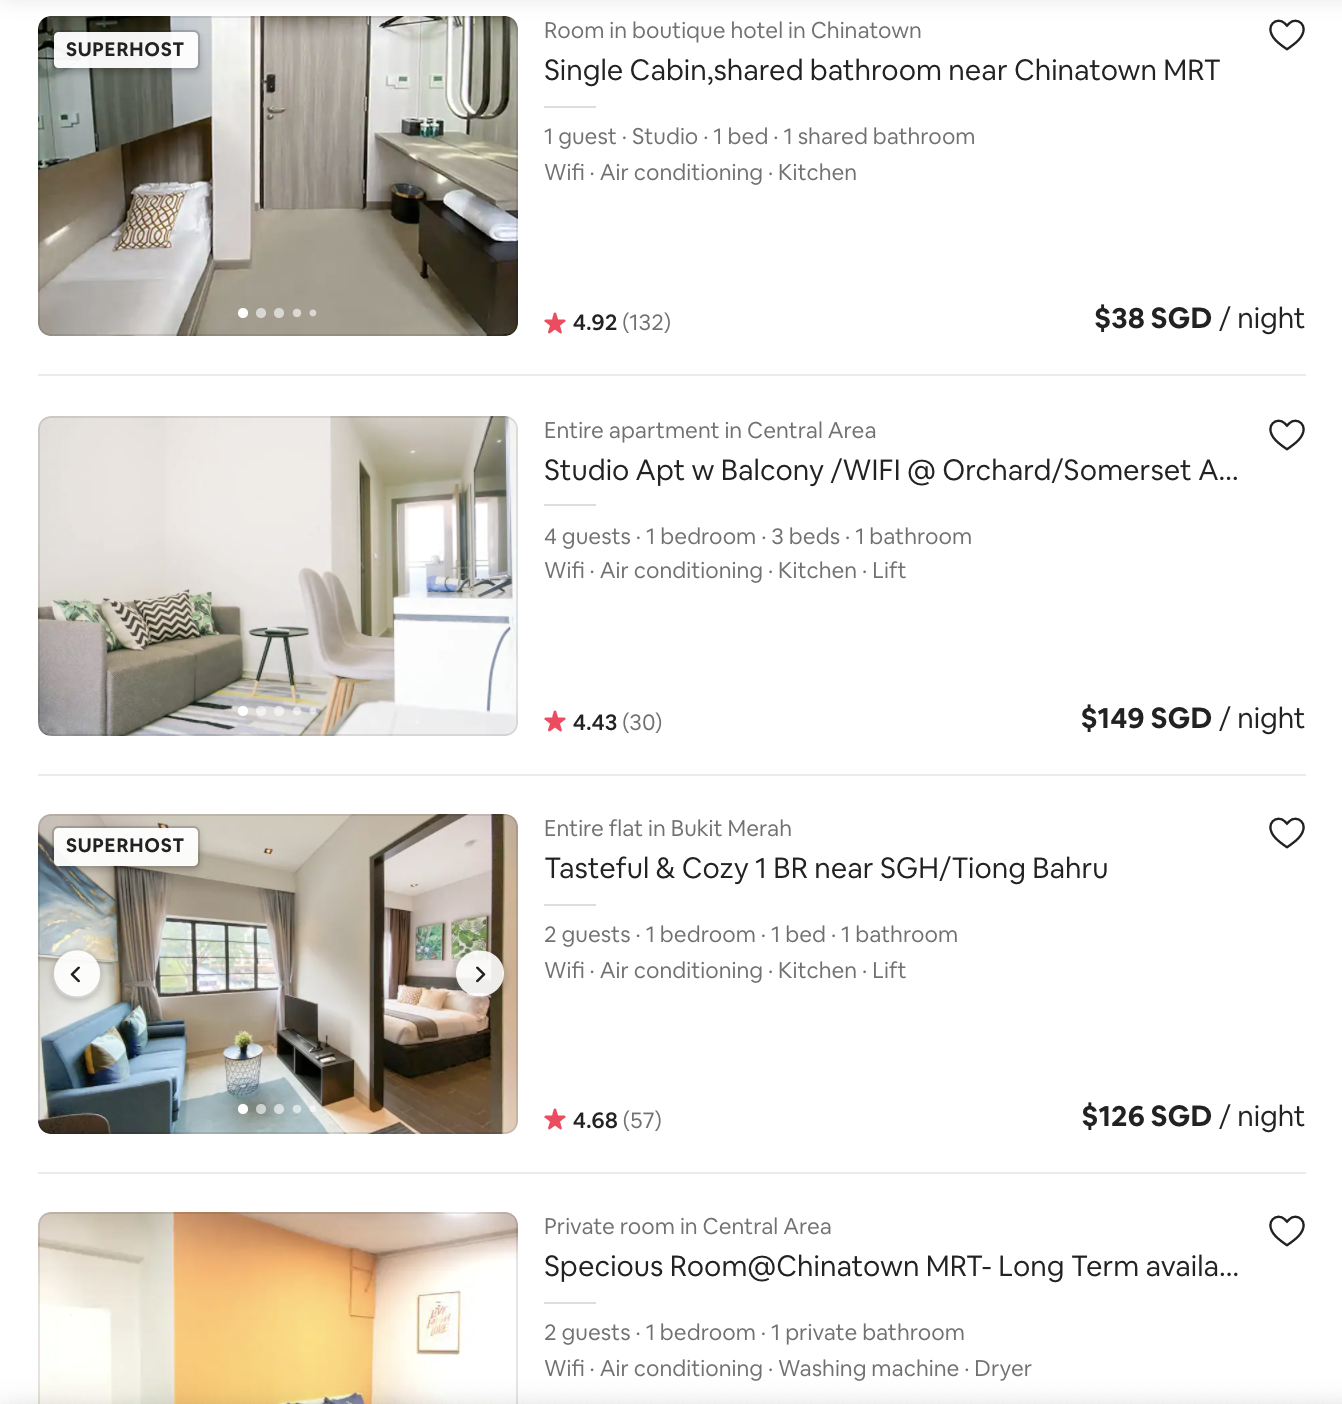 SUPERHOST
Room in boutique hotel in Chinatown
Single Cabin,shared bathroom near Chinatown MRT
1 guest · Studio · 1 bed · 1 shared bathroom
Wifi · Air conditioning · Kitchen
4.92 (132)
$38 SGD / night
Entire apartment in Central Area
Studio Apt w Balcony /WIFI @ Orchard/Somerset A...
4 guests · 1 bedroom · 3 beds · 1 bathroom
Wifi · Air conditioning · Kitchen · Lift
4.43 (30)
$149 SGD / night
SUPERHOST
Entire flat in Bukit Merah
Tasteful & Cozy 1 BR near SGH/Tiong Bahru
2 guests · 1 bedroom · 1 bed · 1 bathroom
Wifi · Air conditioning · Kitchen · Lift
4.68 (57)
$126 SGD / night
Private room in Central Area
Specious Room@Chinatown MRT- Long Term availa...
2 guests · 1 bedroom · 1 private bathroom
Wifi · Air conditioning · Washing machine · Dryer